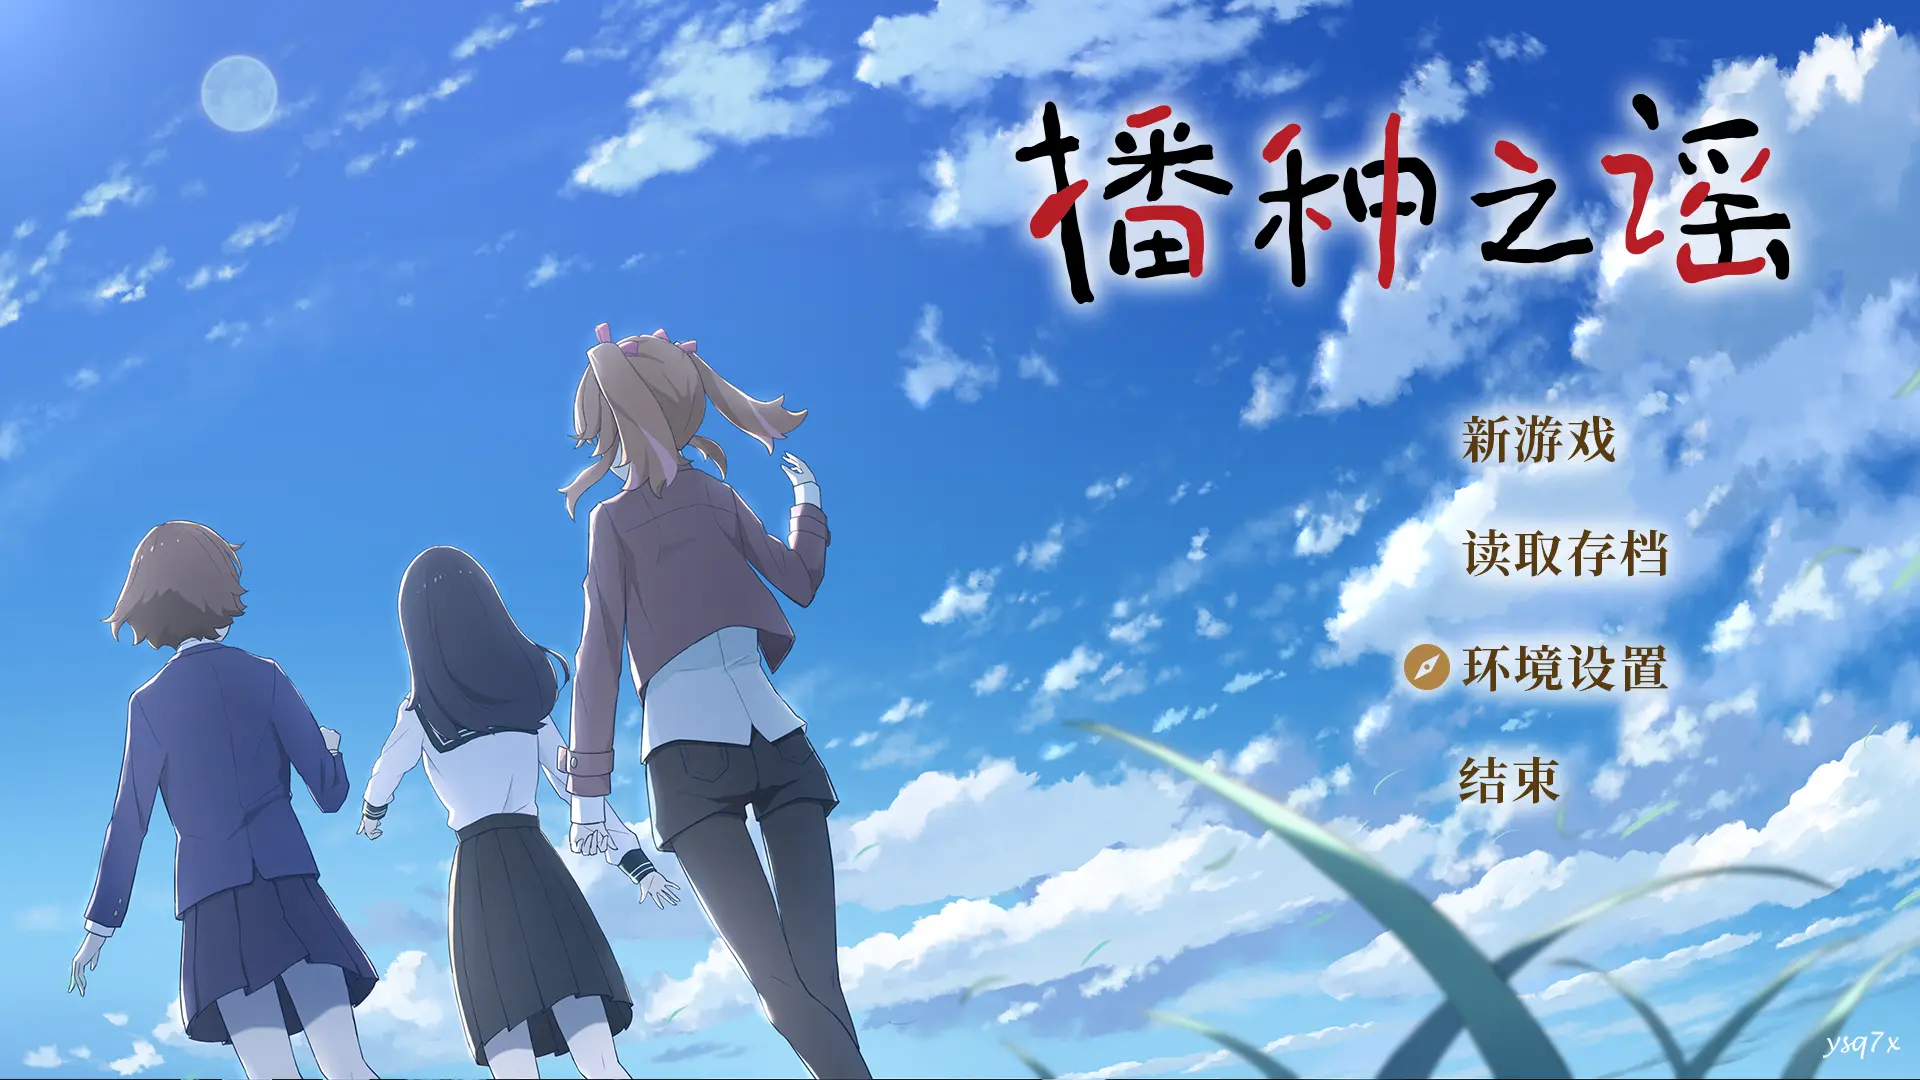 播种之谣
新游戏
读取存档
环境设置
结束
ysq7x